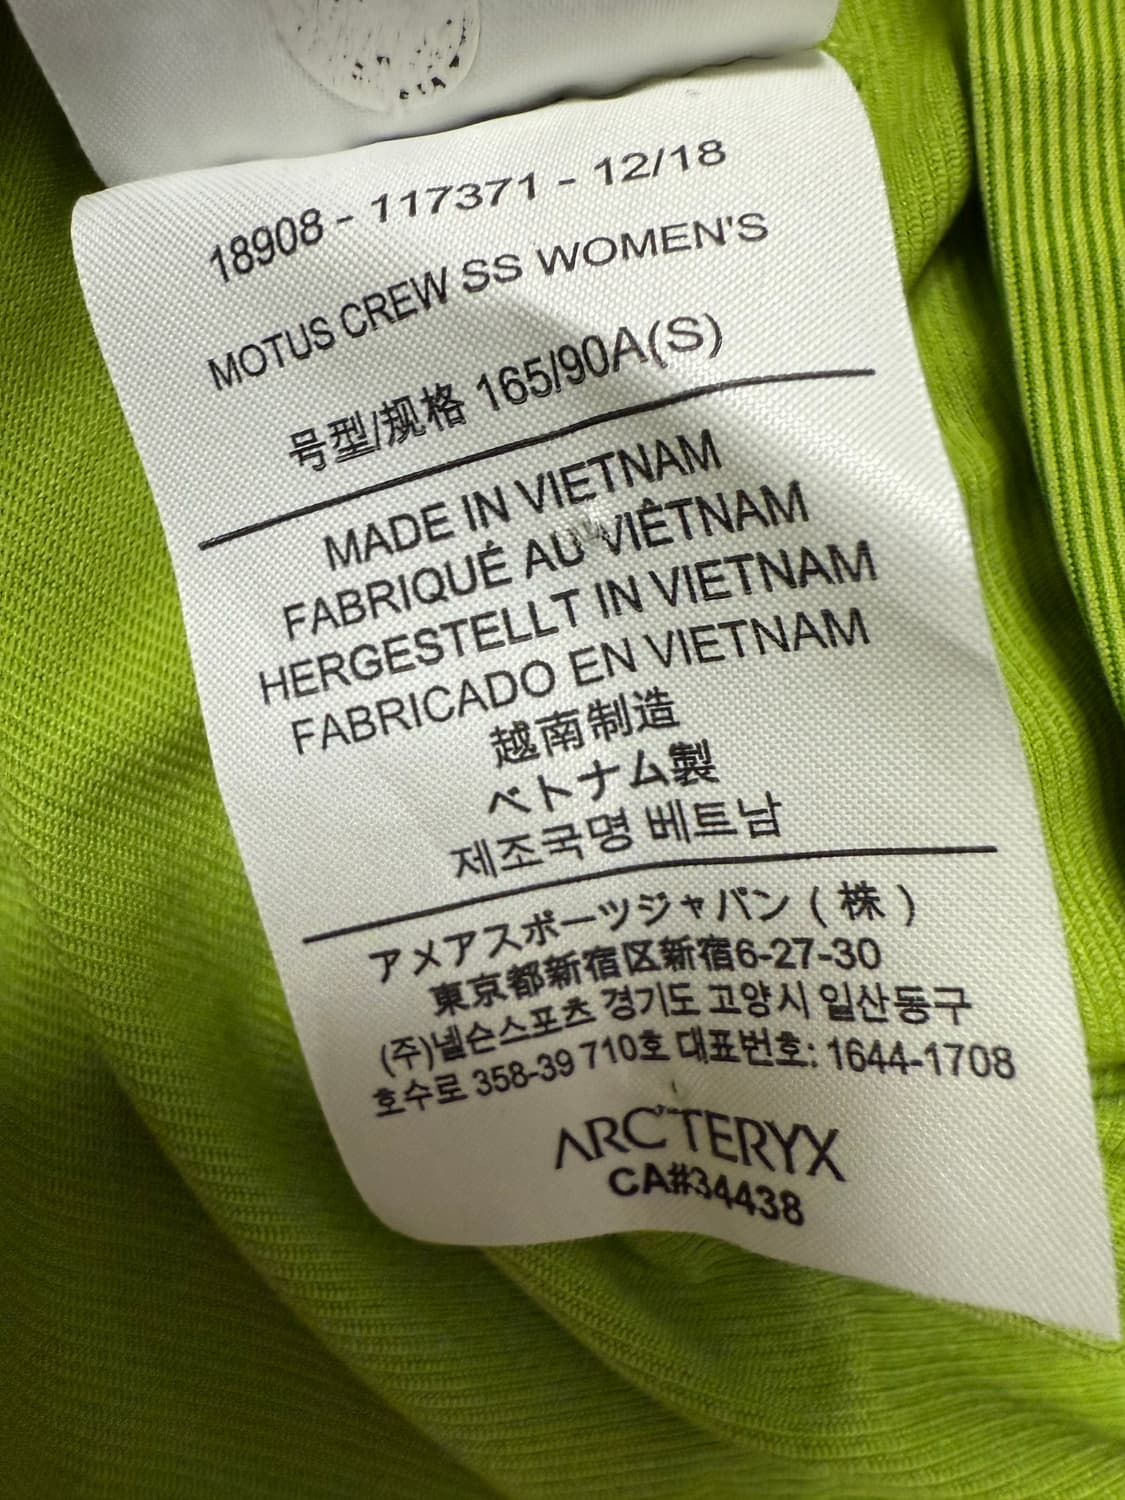 18908 - 117371 - 12/18
MOTUS CREW SS WOMEN'S
号型/规格 165/90A(S)
MADE IN VIETNAM
FABRIQUÉ AU VIÊTNAM
HERGESTELLT IN VIETNAM
FABRICADO EN VIETNAM
越南制造
ベトナム製
제조국명 베트남
アメアスポーツジャパン(株)
東京都新宿区新宿6-27-30
(주)넬슨스포츠 경기도 고양시 일산동구
호수로 358-39 710호 대표번호: 1644-1708
ARC'TERYX
CA#34438